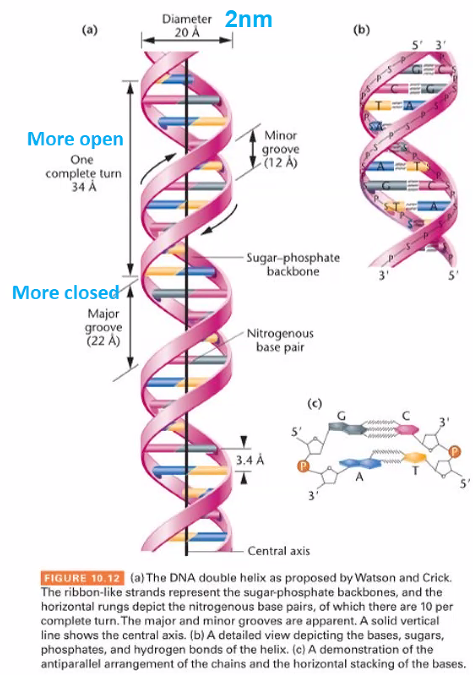 (a)
Diameter
20 Å
2nm
(b)
5' 3'
More open
One
complete turn
34 Å
Minor
groove
(12 Å)
More closed
Major
groove
(22 Å)
Sugar–phosphate
backbone
Nitrogenous
base pair
3.4 Å
Central axis
G C
C G
T A
A T
G C
T A
P S P S P S P
3' 5'
(c)
G C
5' 3'
P P
A T
3' 5'
FIGURE 10.12 (a) The DNA double helix as proposed by Watson and Crick.
The ribbon-like strands represent the sugar-phosphate backbones, and the
horizontal rungs depict the nitrogenous base pairs, of which there are 10 per
complete turn. The major and minor grooves are apparent. A solid vertical
line shows the central axis. (b) A detailed view depicting the bases, sugars,
phosphates, and hydrogen bonds of the helix. (c) A demonstration of the
antiparallel arrangement of the chains and the horizontal stacking of the bases.